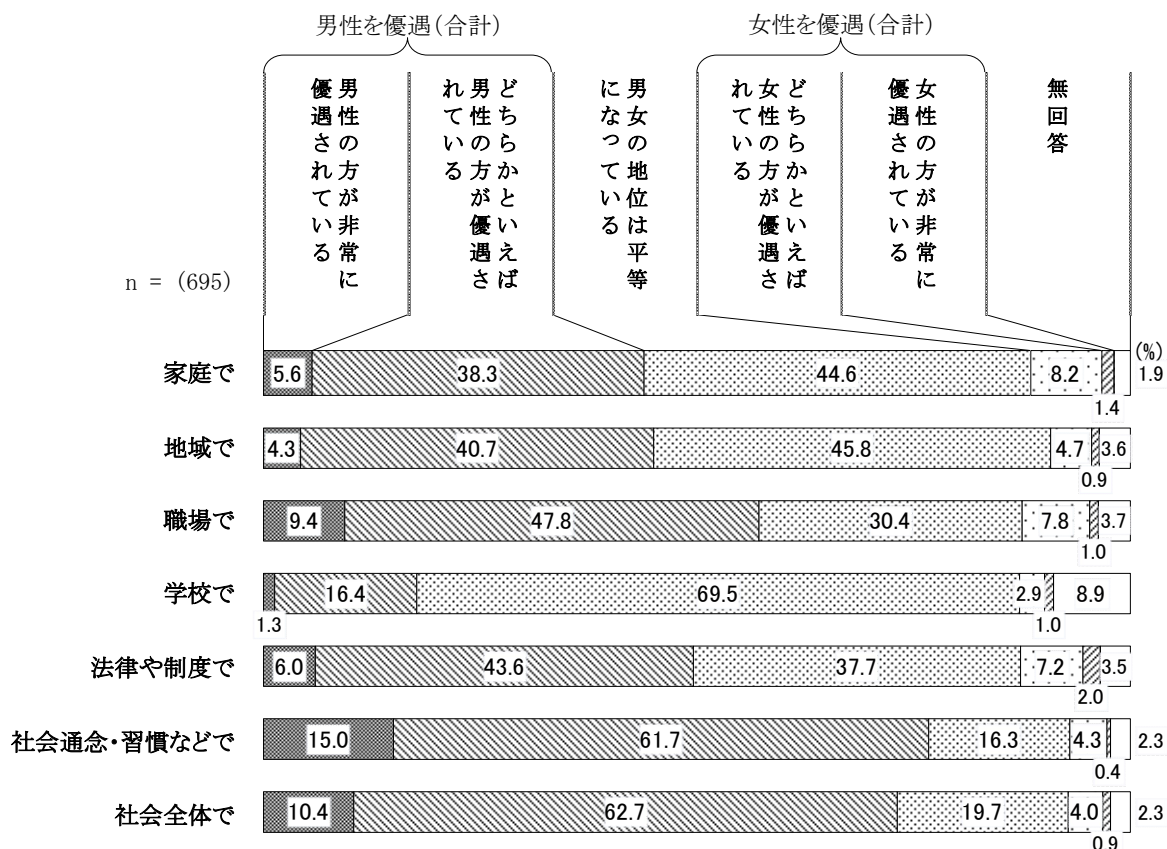 男性を優遇(合計)
女性を優遇(合計)
男性の方が非常に
優遇されている
どちらかといえば
男性の方が優遇さ
れている
男女の地位は平等
になっている
どちらかといえば
女性の方が優遇さ
れている
女性の方が非常に
優遇されている
無回答
n = (695)
(%)
家庭で 5.6 38.3 44.6 8.2 1.4 1.9
地域で 4.3 40.7 45.8 4.7 0.9 3.6
職場で 9.4 47.8 30.4 7.8 1.0 3.7
学校で 1.3 16.4 69.5 2.9 1.0 8.9
法律や制度で 6.0 43.6 37.7 7.2 2.0 3.5
社会通念・習慣などで 15.0 61.7 16.3 4.3 0.4 2.3
社会全体で 10.4 62.7 19.7 4.0 0.9 2.3